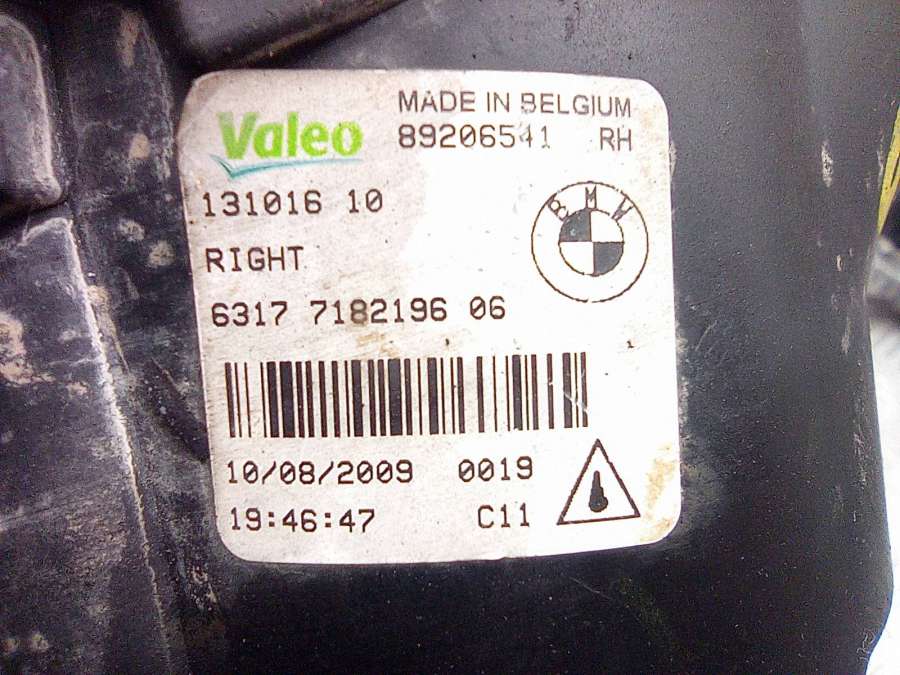 Valeo
MADE IN BELGIUM
89206541 RH
131016 10
BMW
RIGHT
6317 7182196 06
10/08/2009 0019
19:46:47 C11